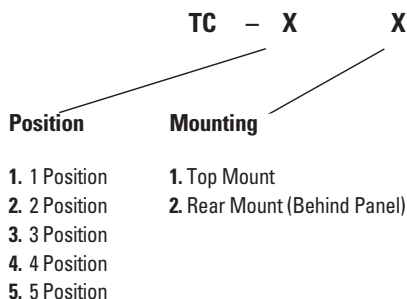 TC – X X
Position Mounting
1. 1 Position 1. Top Mount
2. 2 Position 2. Rear Mount (Behind Panel)
3. 3 Position
4. 4 Position
5. 5 Position